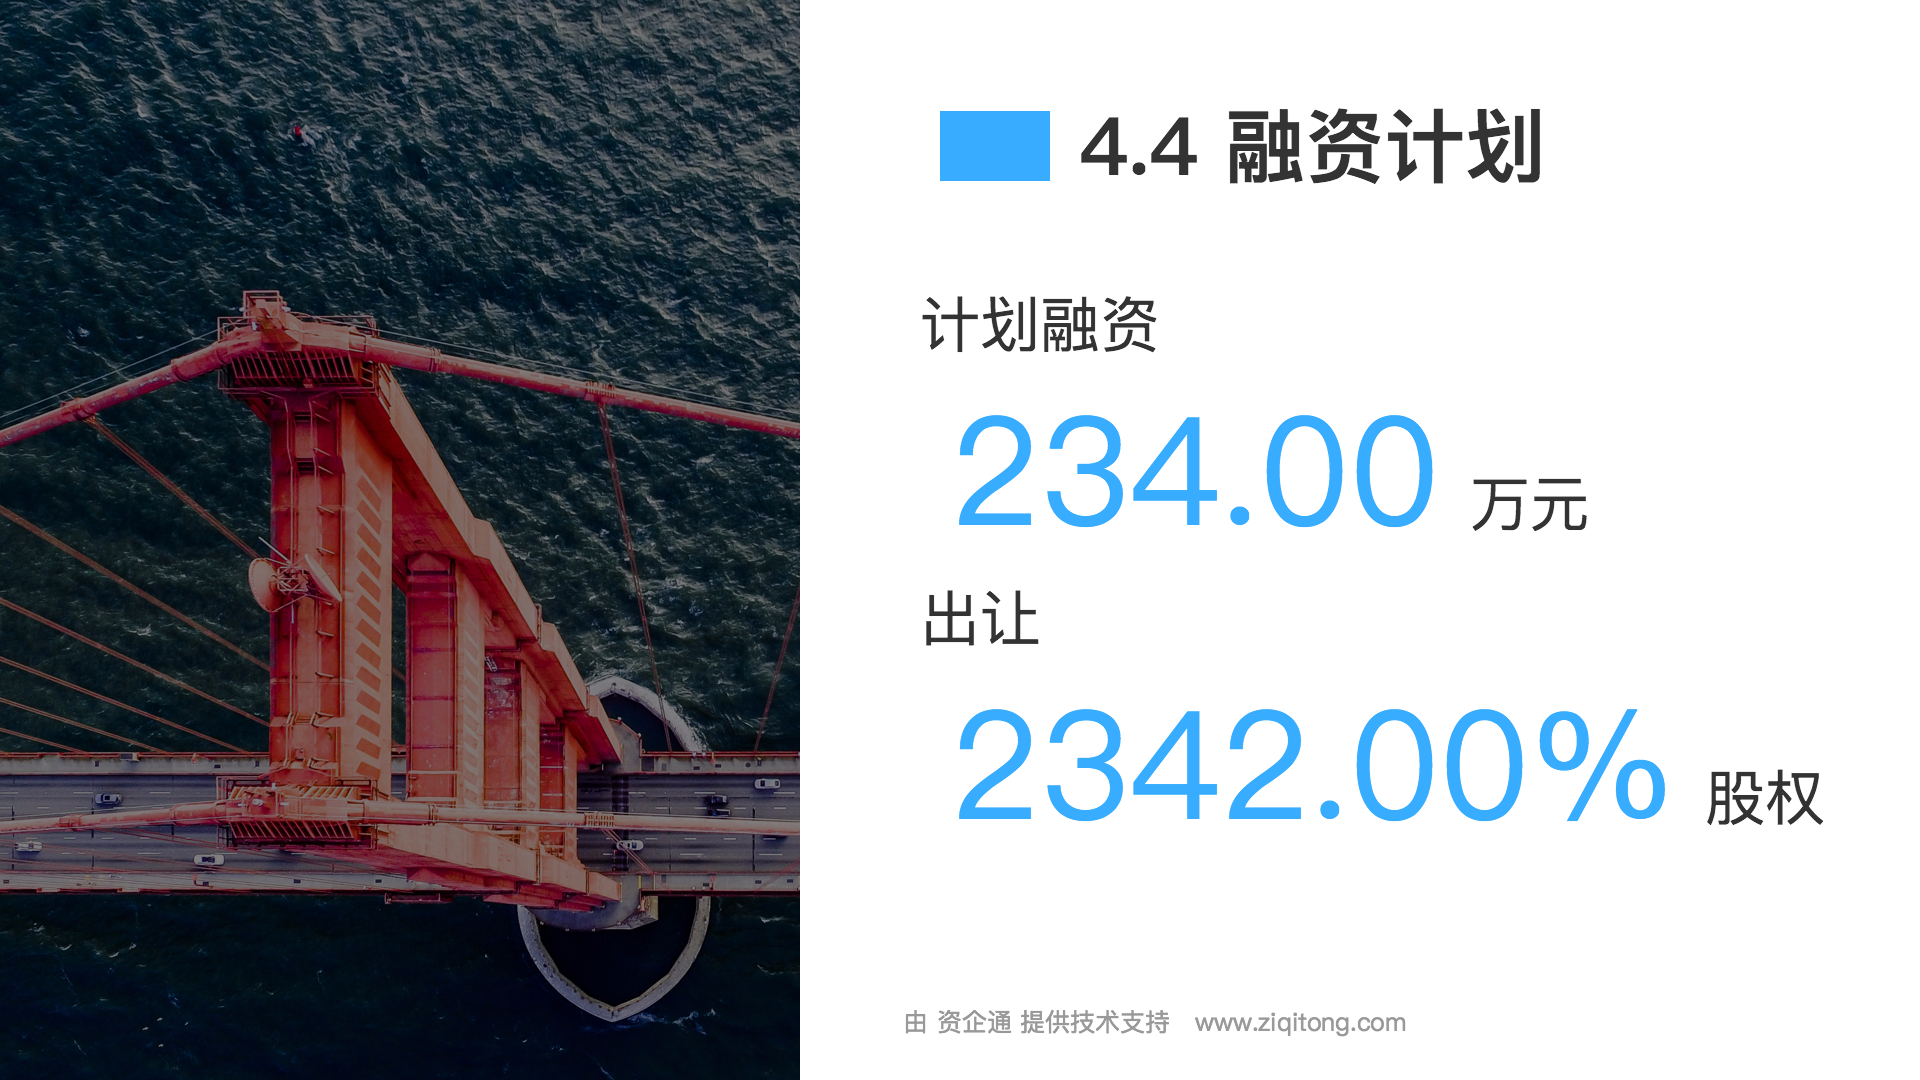 4.4 融资计划
计划融资
234.00 万元
出让
2342.00% 股权
由 资企通 提供技术支持 www.ziqitong.com